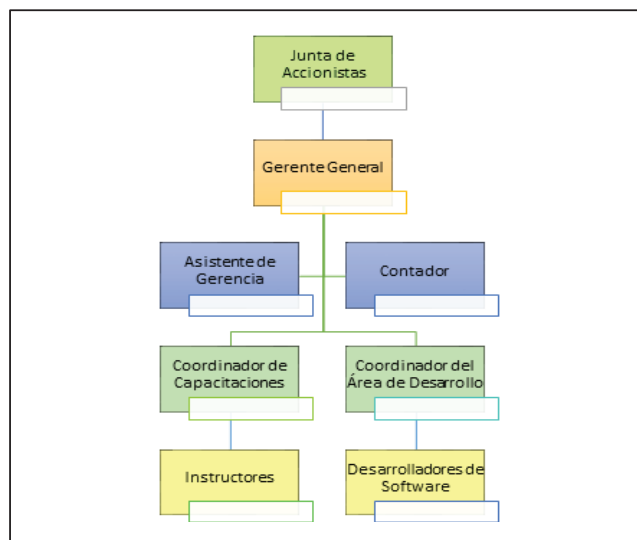 Junta de
Accionistas
Gerente General
Asistente de
Gerencia
Contador
Coordinador de
Capacitaciones
Coordinador del
Área de Desarrollo
Instructores
Desarrolladores de
Software